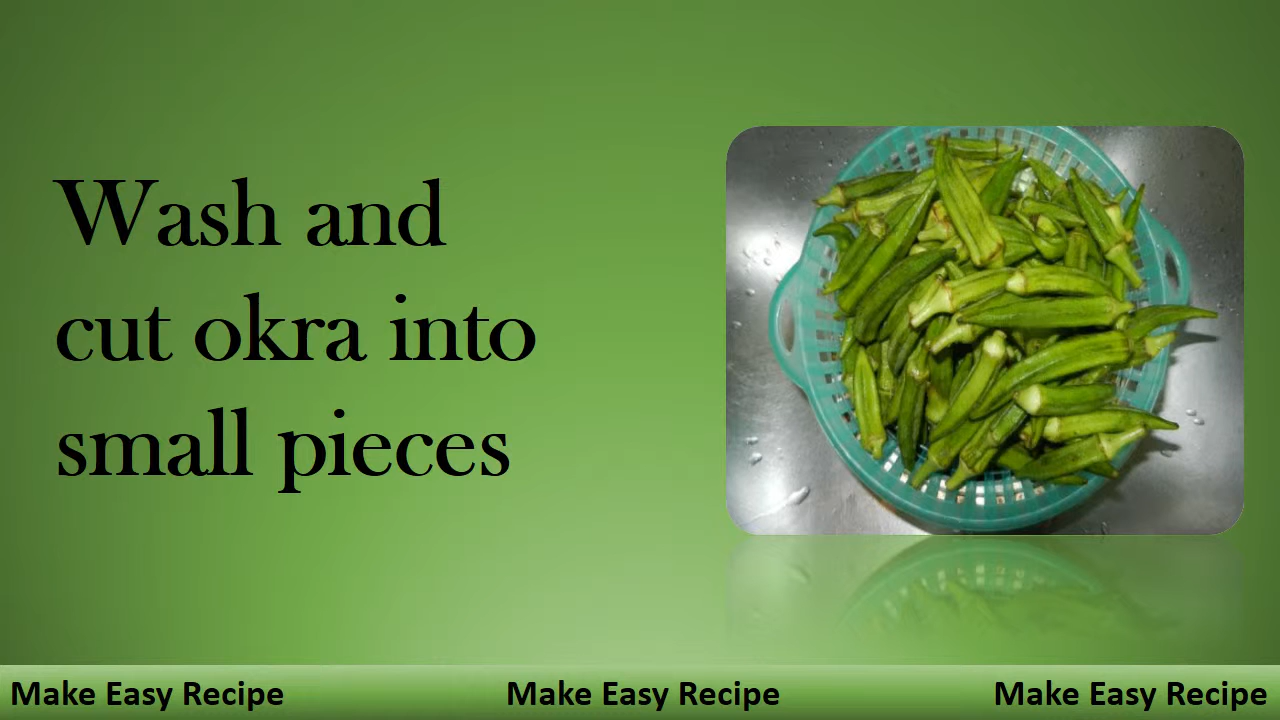 Wash and
cut okra into
small pieces
Make Easy Recipe Make Easy Recipe Make Easy Recipe